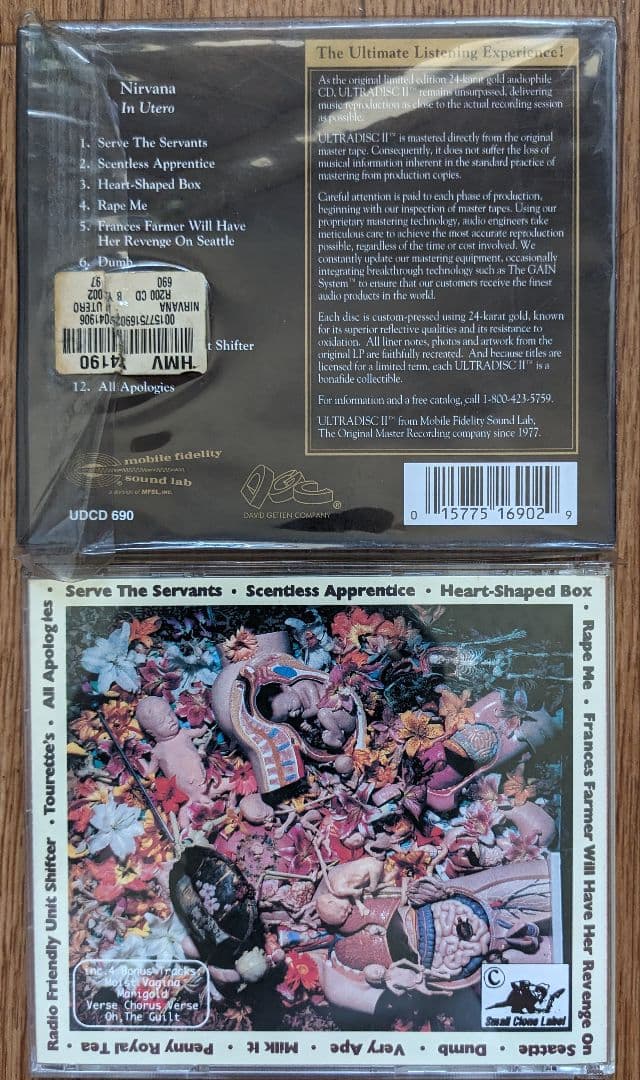 Nirvana
In Utero
1. Serve The Servants
2. Scentless Apprentice
3. Heart-Shaped Box
4. Rape Me
5. Frances Farmer Will Have
Her Revenge On Seattle
6. Dumb
t Shifter
12. All Apologies
690
R200 CD
97
NIRVANA
UTERO
HMV
4190
mobile fidelity
sound lab
a division of MFSL, INC.
UDCD 690
DAVID GEFFEN COMPANY
The Ultimate Listening Experience!
As the original limited edition 24-karat gold audiophile
CD, ULTRADISC II™ remains unsurpassed, delivering
music reproduction as close to the actual recording session
as possible.
ULTRADISC II™ is mastered directly from the original
master tape. Consequently, it does not suffer the loss of
musical information inherent in the standard practice of
mastering from production copies.
Careful attention is paid to each phase of production,
beginning with our inspection of master tapes. Using our
proprietary mastering technology, audio engineers take
meticulous care to achieve the most accurate reproduction
possible, regardless of the time or cost involved. We
constantly update our mastering equipment, occasionally
integrating breakthrough technology such as The GAIN
System™ to ensure that our customers receive the finest
audio products in the world.
Each disc is custom-pressed using 24-karat gold, known
for its superior reflective qualities and its resistance to
oxidation. All liner notes, photos and artwork from the
original LP are faithfully recreated. And because titles are
licensed for a limited term, each ULTRADISC II™ is a
bonafide collectible.
For information and a free catalog, call 1-800-423-5759.
ULTRADISC II™ from Mobile Fidelity Sound Lab,
The Original Master Recording company since 1977.
0 15775 16902 9
Serve The Servants • Scentless Apprentice • Heart-Shaped Box
• Rape Me • Frances Farmer Will Have Her Revenge On
Seattle • Dumb • Very Ape • Milk It • Penny Royal Tea •
Radio Friendly Unit Shifter • Tourette's • All Apologies •
inc.4 Bonus Tracks:
Moist Vagina
Marigold
Verse Chorus Verse
Oh The Guilt
©
Small Clone Label